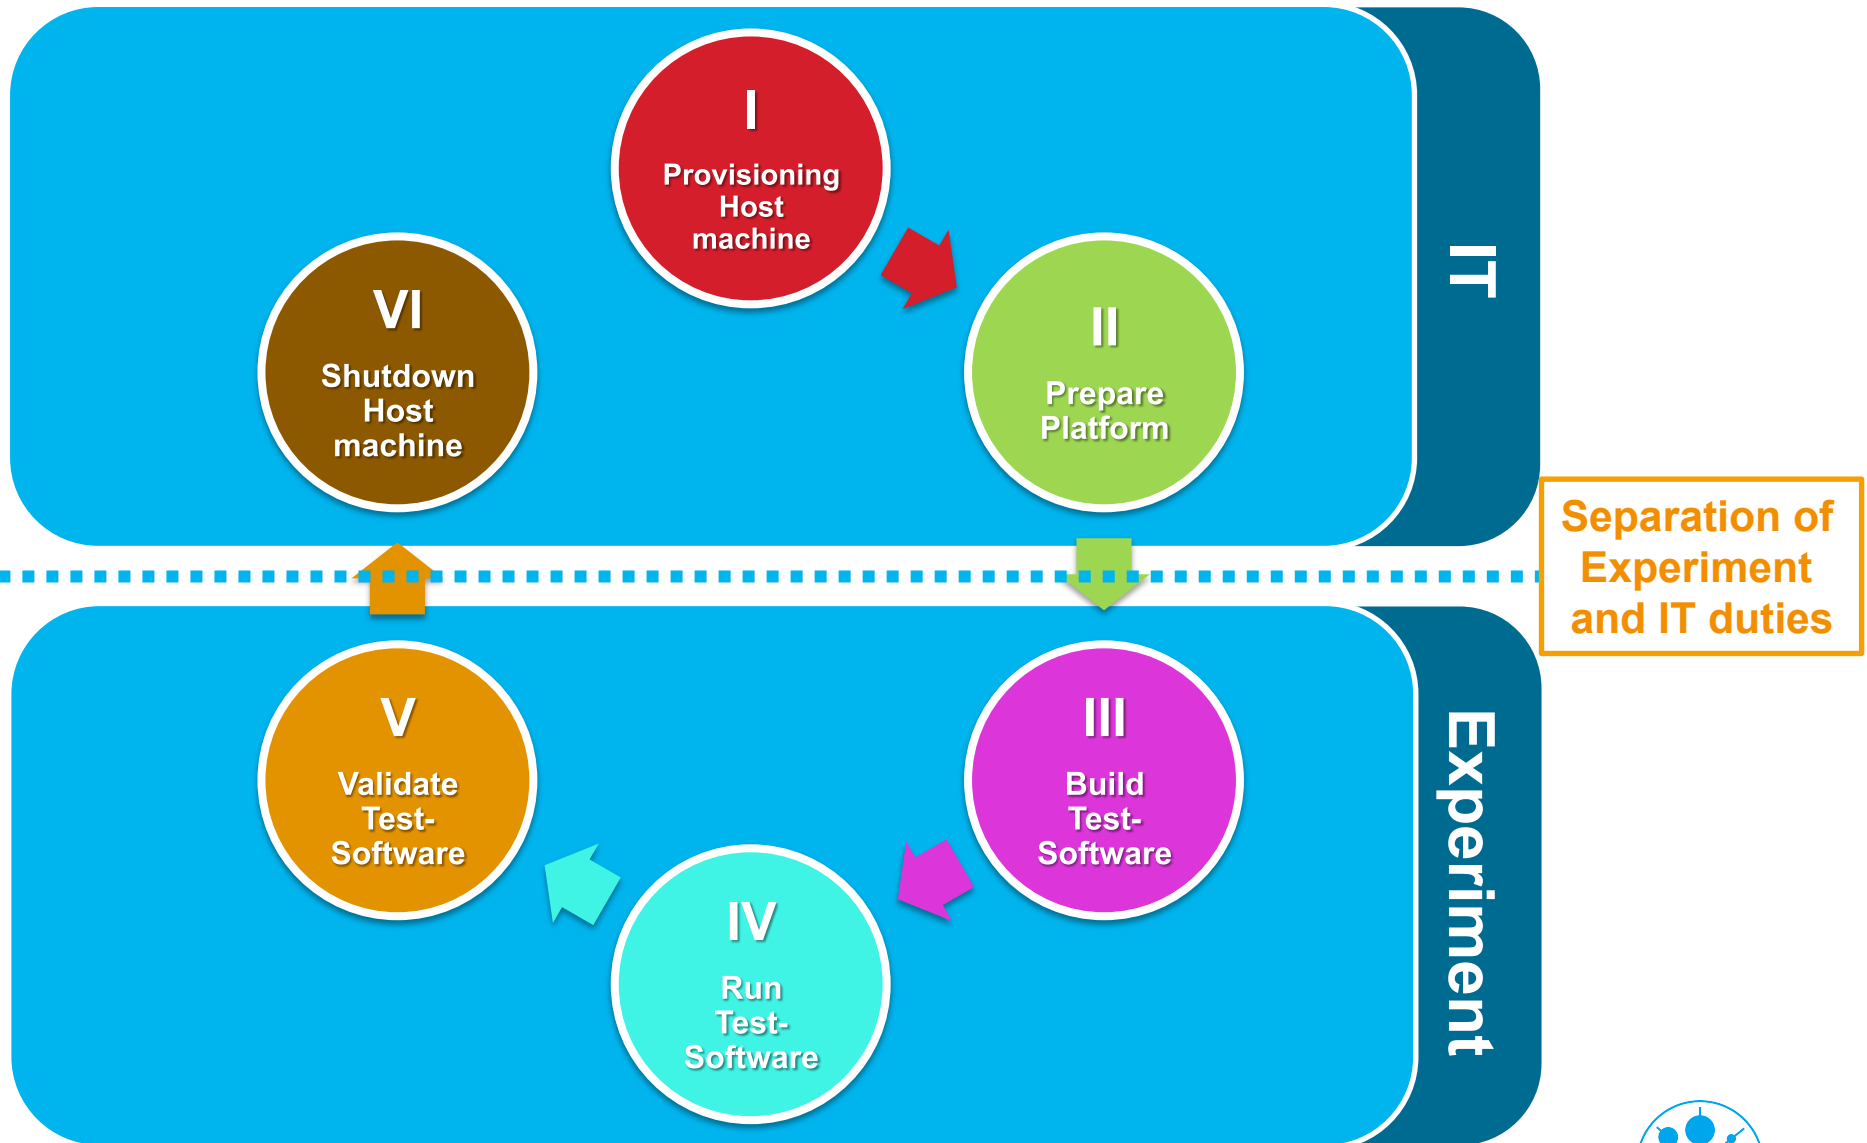 I
Provisioning
Host
machine
II
Prepare
Platform
III
Build
Test-
Software
IV
Run
Test-
Software
V
Validate
Test-
Software
VI
Shutdown
Host
machine
IT
Separation of
Experiment
and IT duties
Experiment